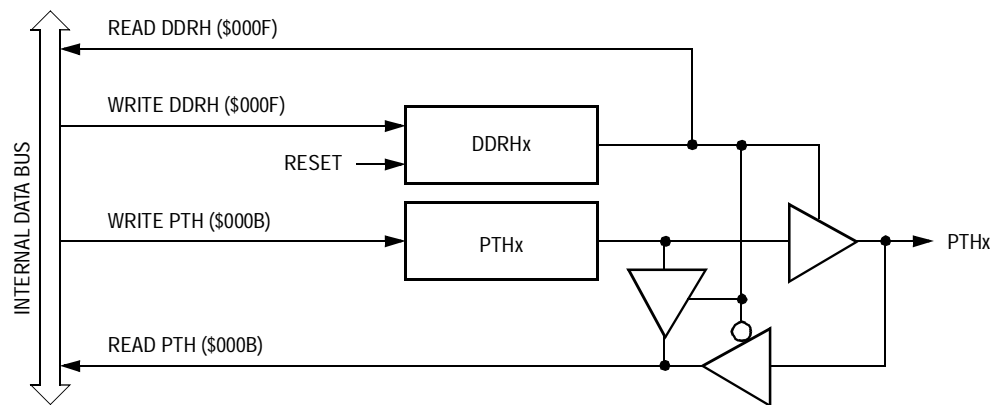 READ DDRH ($000F)
WRITE DDRH ($000F)
DDRHx
RESET
WRITE PTH ($000B)
PTHx
PTHx
READ PTH ($000B)
INTERNAL DATA BUS